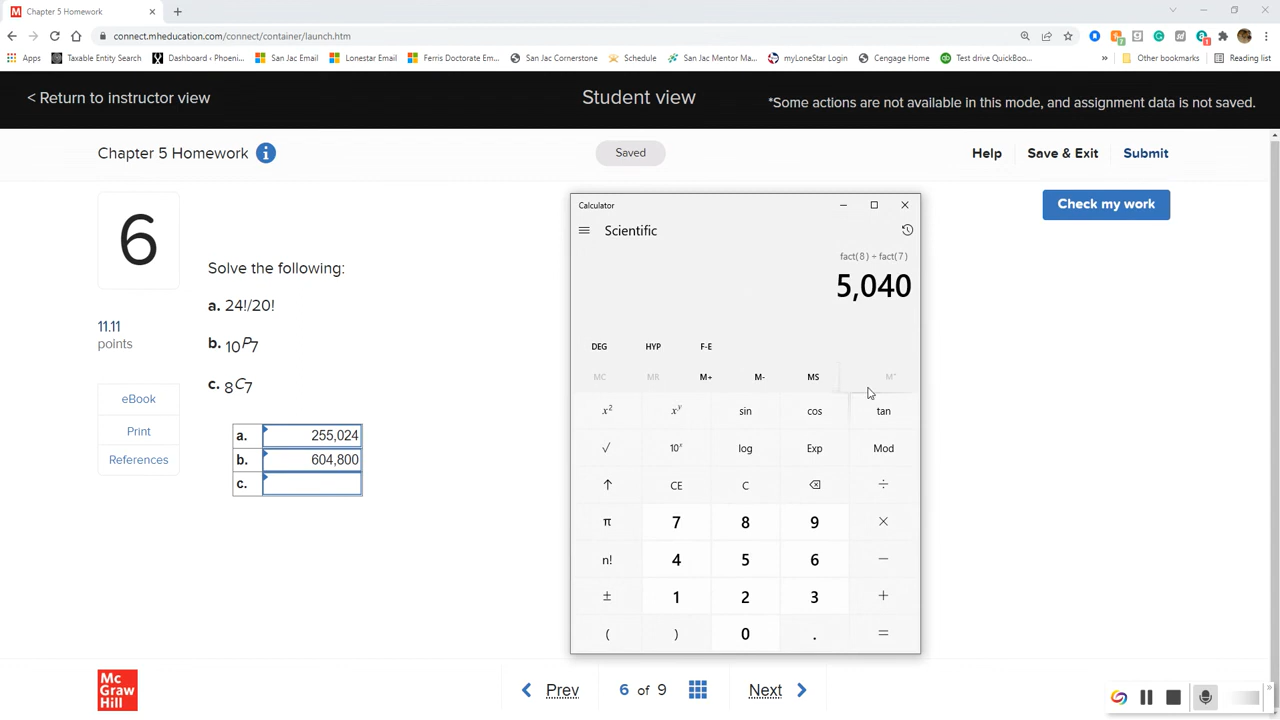 Chapter 5 Homework
connect.mheducation.com/connect/container/launch.htm
Apps Taxable Entity Search Dashboard ‹ Phoeni... San Jac Email Lonestar Email Ferris Doctorate Em... San Jac Cornerstone Schedule San Jac Mentor Ma... myLoneStar Login Cengage Home Test drive QuickBoo... » Other bookmarks Reading list
< Return to instructor view
Student view
*Some actions are not available in this mode, and assignment data is not saved.
Chapter 5 Homework i
Saved
Help Save & Exit Submit
Check my work
6
11.11
points
eBook
Print
References
Solve the following:
a. 24!/20!
b. 10P7
c. 8C7
a. 255,024
b. 604,800
c.
Calculator
Scientific
fact(8) ÷ fact(7)
5,040
DEG HYP F-E
MC MR M+ M- MS M˅
x² xʸ sin cos tan
√ 10ˣ log Exp Mod
↑ CE C ⌫ ÷
π 7 8 9 ×
n! 4 5 6 −
± 1 2 3 +
( ) 0 . =
Mc
Graw
Hill
Prev 6 of 9 Next